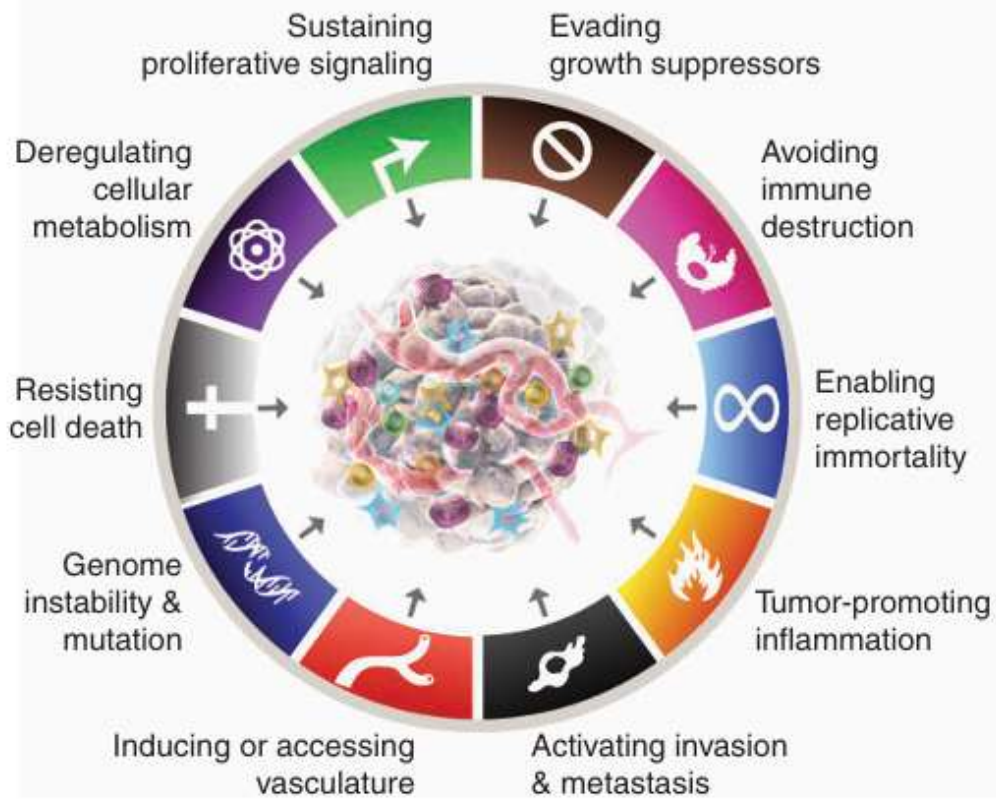 Sustaining
proliferative signaling
Evading
growth suppressors
Deregulating
cellular
metabolism
Avoiding
immune
destruction
Resisting
cell death
Enabling
replicative
immortality
Genome
instability &
mutation
Tumor-promoting
inflammation
Inducing or accessing
vasculature
Activating invasion
& metastasis